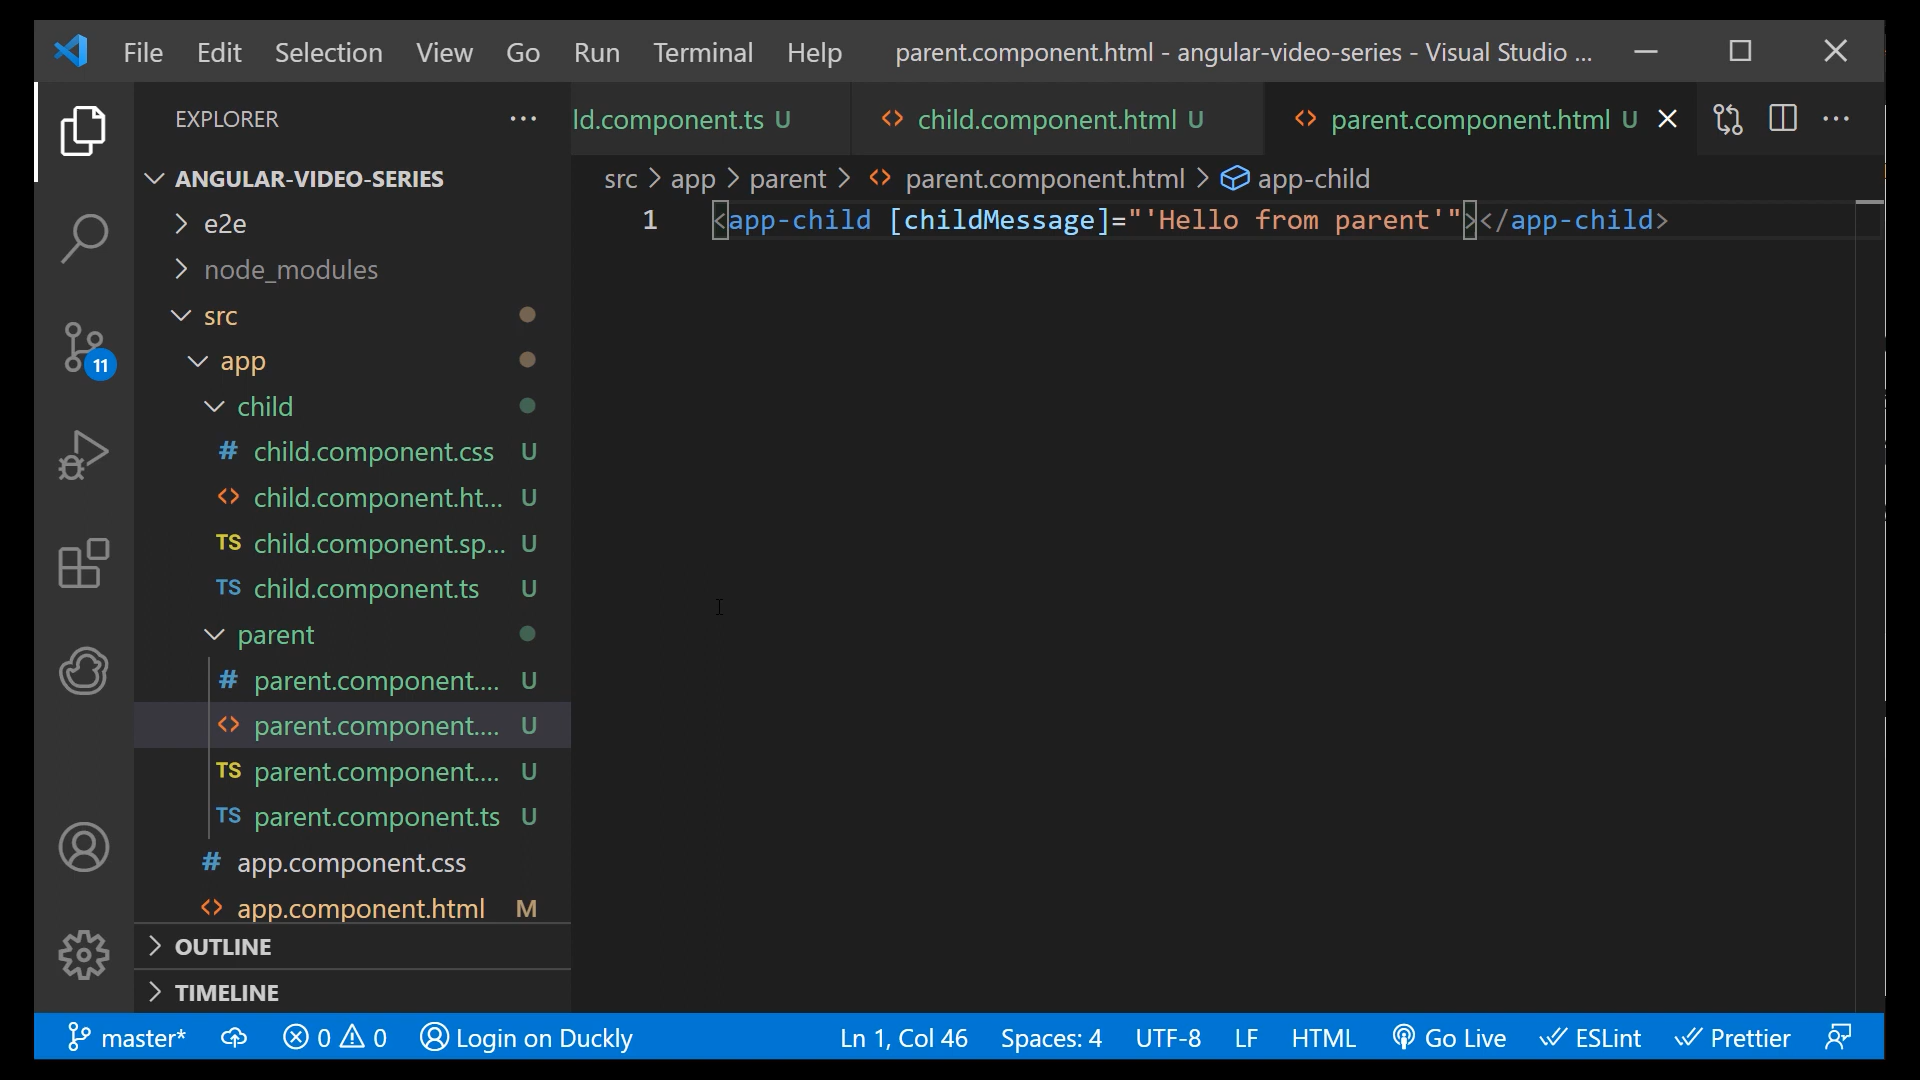 File Edit Selection View Go Run Terminal Help parent.component.html - angular-video-series - Visual Studio ...
EXPLORER
ld.component.ts U
child.component.html U
parent.component.html U
ANGULAR-VIDEO-SERIES
src > app > parent > parent.component.html > app-child
1 <app-child [childMessage]="'Hello from parent'"></app-child>
e2e
node_modules
src
app
child
child.component.css U
child.component.ht... U
TS child.component.sp... U
TS child.component.ts U
parent
# parent.component.... U
parent.component.... U
TS parent.component.... U
TS parent.component.ts U
# app.component.css
app.component.html M
OUTLINE
TIMELINE
11
master* 0 0 Login on Duckly Ln 1, Col 46 Spaces: 4 UTF-8 LF HTML Go Live ESLint Prettier